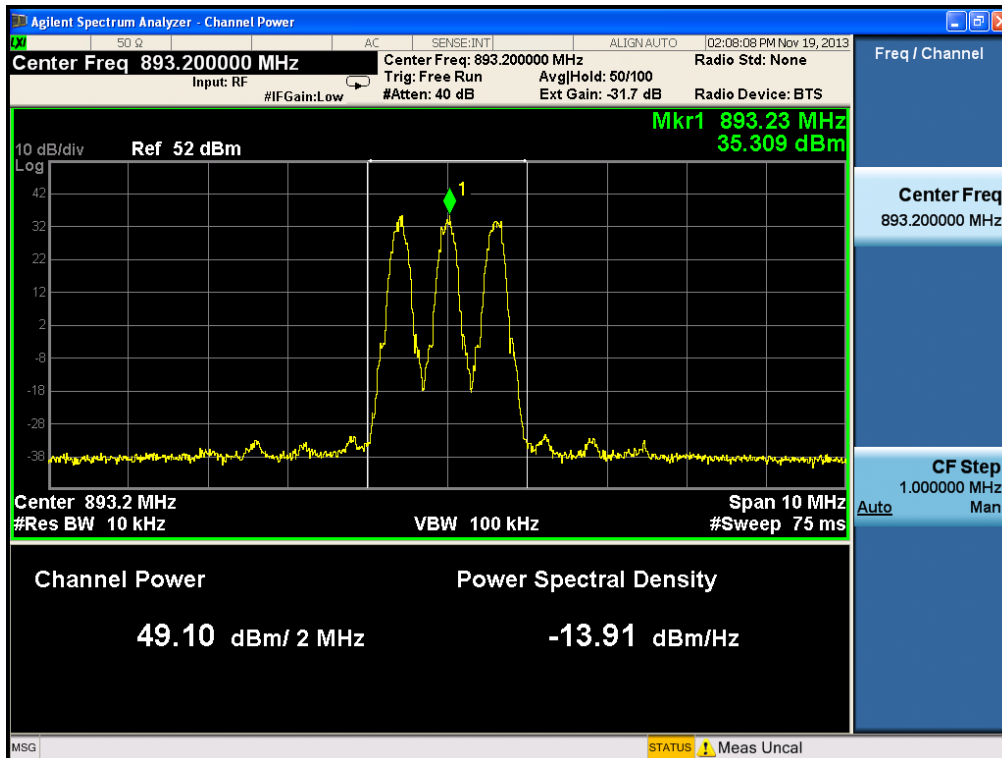 Agilent Spectrum Analyzer - Channel Power
LXI 50 Ω AC SENSE:INT ALIGN AUTO 02:08:08 PM Nov 19, 2013
Center Freq 893.200000 MHz
Input: RF
#IFGain:Low
Center Freq: 893.200000 MHz
Trig: Free Run Avg|Hold: 50/100
#Atten: 40 dB Ext Gain: -31.7 dB
Radio Std: None
Radio Device: BTS
Freq / Channel
Mkr1 893.23 MHz
35.309 dBm
10 dB/div Ref 52 dBm
Log
42
32
22
12
2
-8
-18
-28
-38
1
Center 893.2 MHz Span 10 MHz
#Res BW 10 kHz VBW 100 kHz #Sweep 75 ms
Center Freq
893.200000 MHz
CF Step
1.000000 MHz
Auto Man
Channel Power Power Spectral Density
49.10 dBm/ 2 MHz -13.91 dBm/Hz
MSG STATUS Meas Uncal